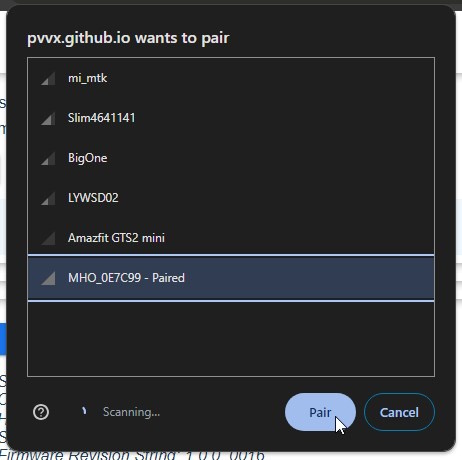 pvvx.github.io wants to pair
mi_mtk
Slim4641141
BigOne
LYWSD02
Amazfit GTS2 mini
MHO_0E7C99 - Paired
Scanning...
Pair
Cancel
Firmware Revision String: 1.0.0_0016